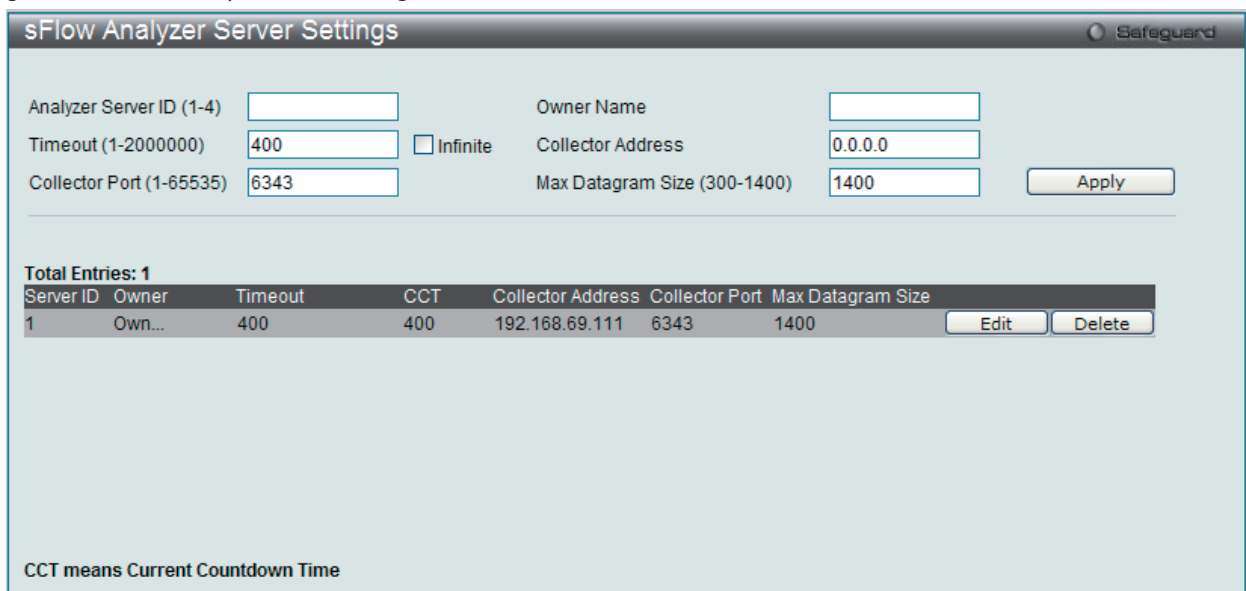 sFlow Analyzer Server Settings Safeguard
Analyzer Server ID (1-4) Owner Name
Timeout (1-2000000) 400 Infinite Collector Address 0.0.0.0
Collector Port (1-65535) 6343 Max Datagram Size (300-1400) 1400 Apply
Total Entries: 1
Server ID Owner Timeout CCT Collector Address Collector Port Max Datagram Size
1 Own... 400 400 192.168.69.111 6343 1400 Edit Delete
CCT means Current Countdown Time